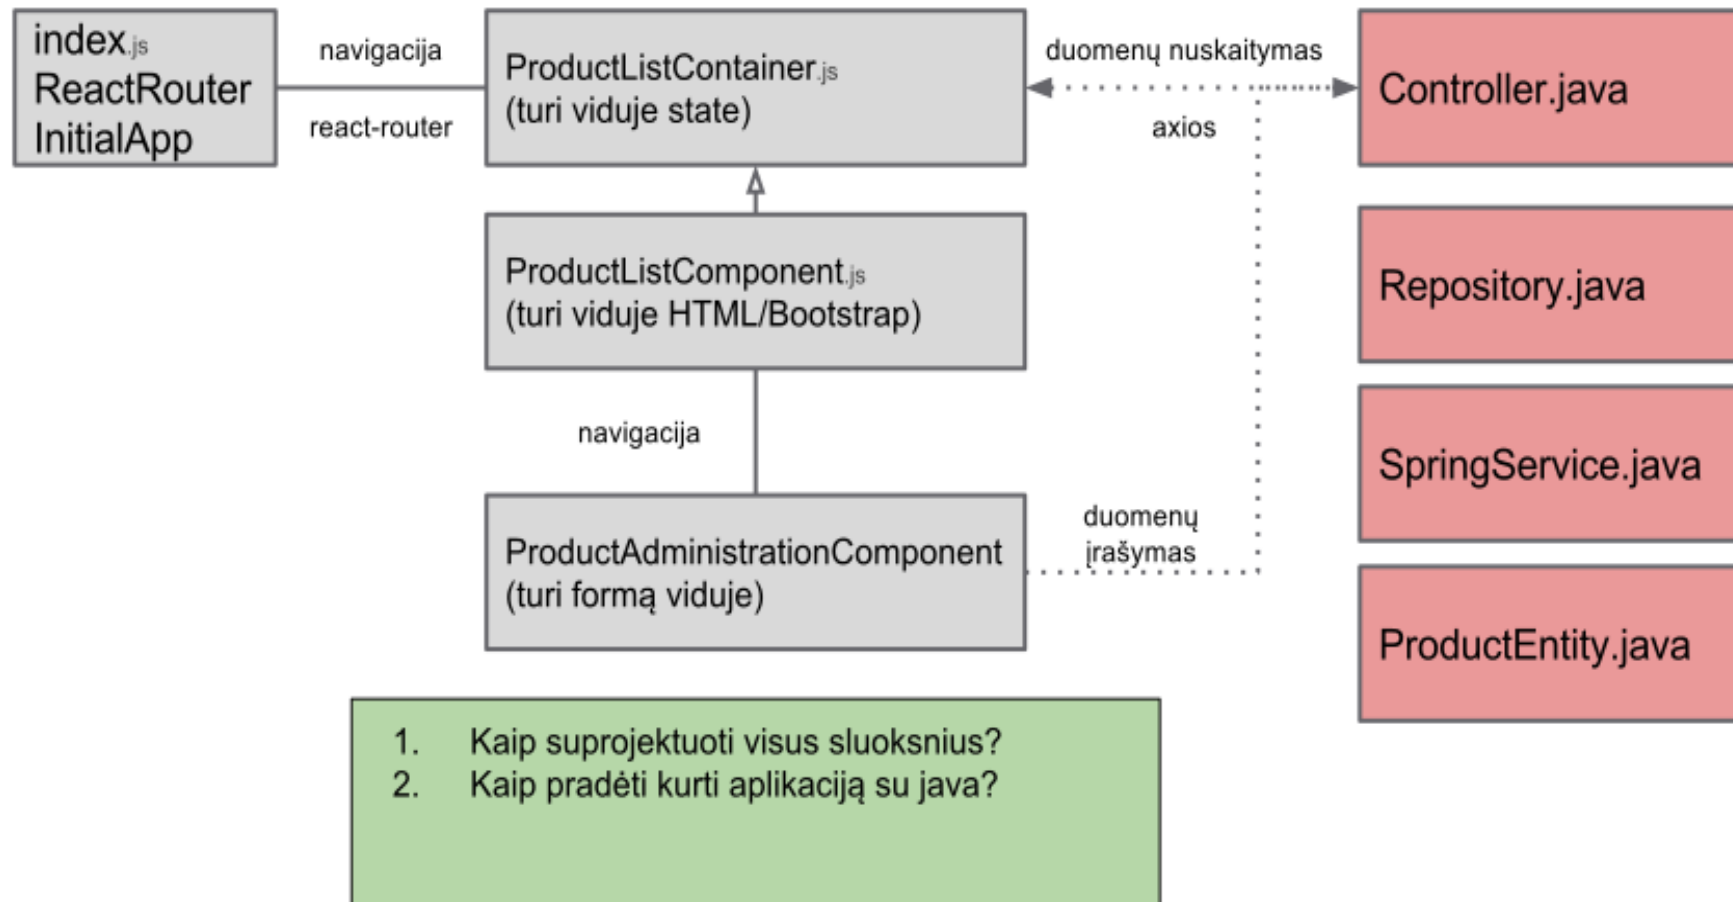 index.js
ReactRouter
InitialApp
navigacija
react-router
ProductListContainer.js
(turi viduje state)
duomenų nuskaitymas
axios
Controller.java
ProductListComponent.js
(turi viduje HTML/Bootstrap)
Repository.java
navigacija
SpringService.java
ProductAdministrationComponent
(turi formą viduje)
duomenų
įrašymas
ProductEntity.java
1. Kaip suprojektuoti visus sluoksnius?
2. Kaip pradėti kurti aplikaciją su java?